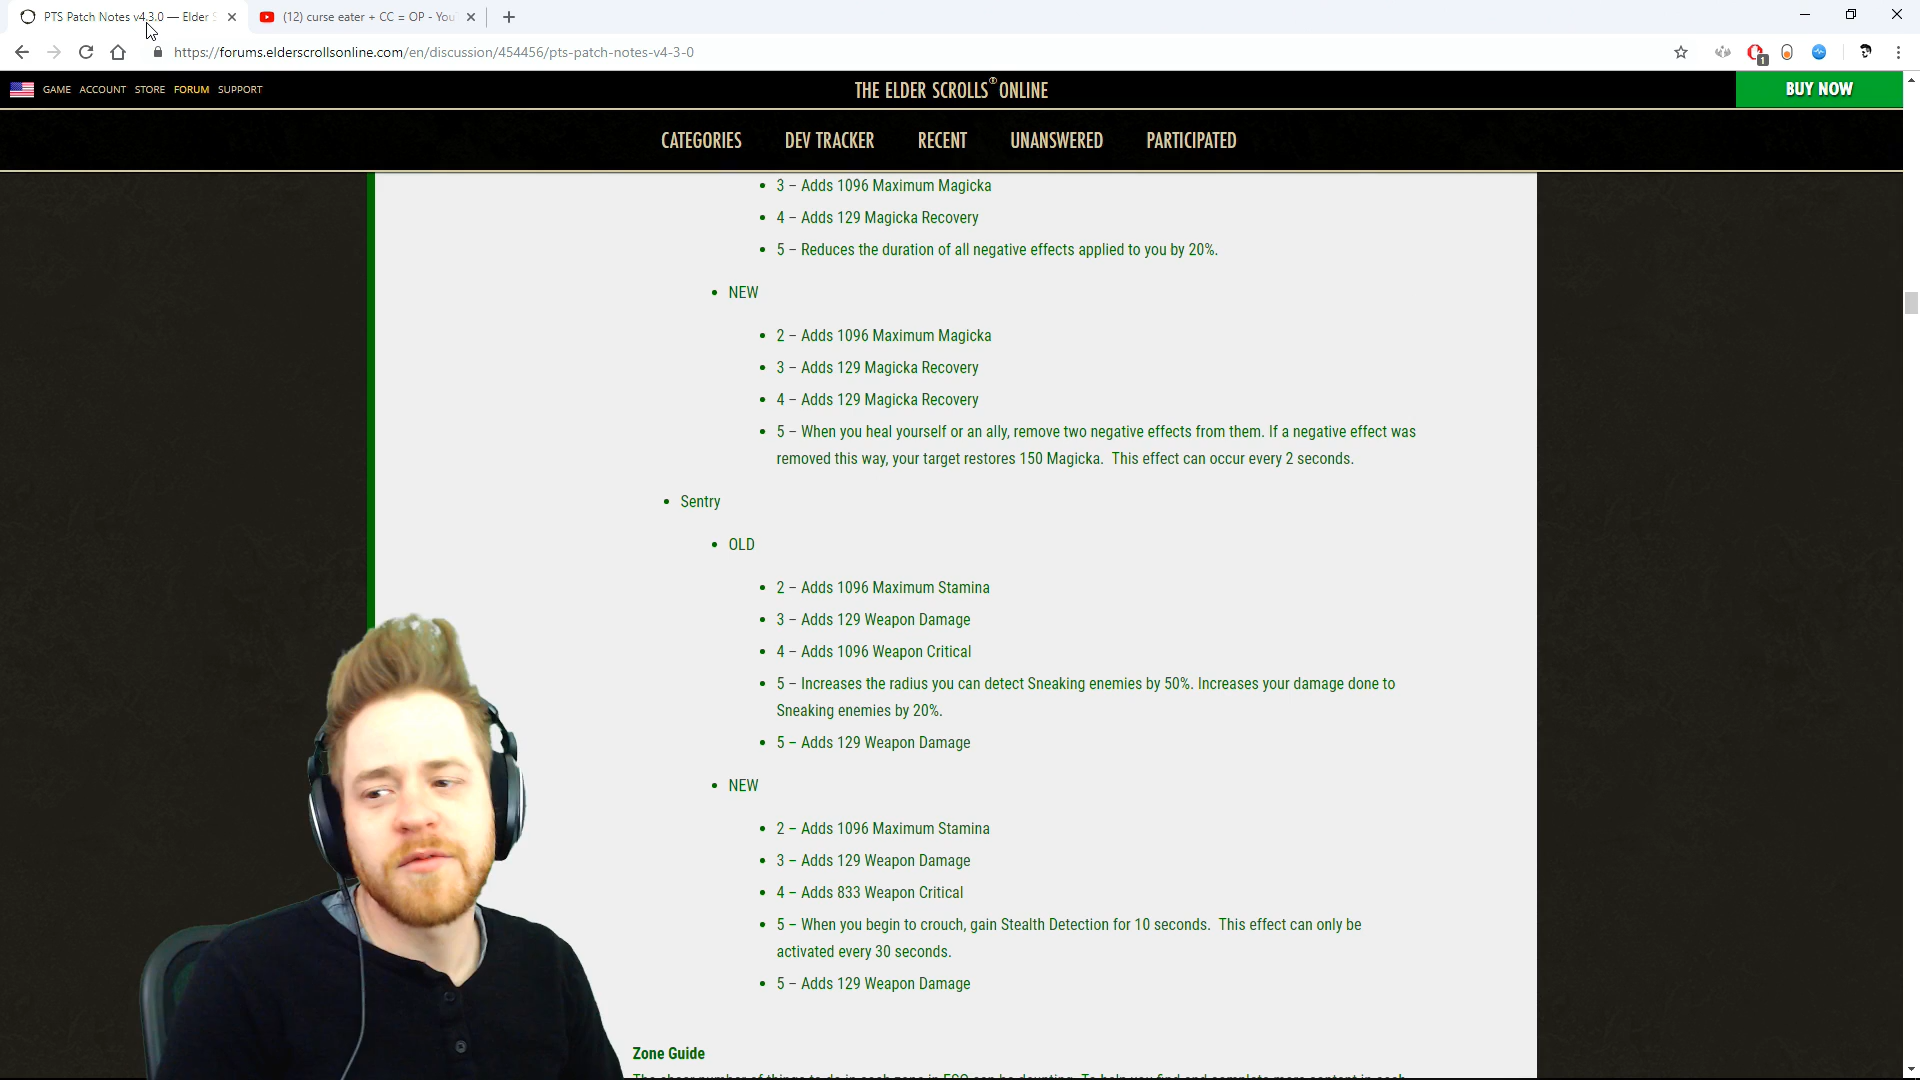 PTS Patch Notes v4.3.0 — Elder S
(12) curse eater + CC = OP - You
https://forums.elderscrollsonline.com/en/discussion/454456/pts-patch-notes-v4-3-0
1
GAME ACCOUNT STORE FORUM SUPPORT
THE ELDER SCROLLS ONLINE
BUY NOW
CATEGORIES DEV TRACKER RECENT UNANSWERED PARTICIPATED
• 3 – Adds 1096 Maximum Magicka
• 4 – Adds 129 Magicka Recovery
• 5 – Reduces the duration of all negative effects applied to you by 20%.
• NEW
• 2 – Adds 1096 Maximum Magicka
• 3 – Adds 129 Magicka Recovery
• 4 – Adds 129 Magicka Recovery
• 5 – When you heal yourself or an ally, remove two negative effects from them. If a negative effect was
removed this way, your target restores 150 Magicka. This effect can occur every 2 seconds.
• Sentry
• OLD
• 2 – Adds 1096 Maximum Stamina
• 3 – Adds 129 Weapon Damage
• 4 – Adds 1096 Weapon Critical
• 5 – Increases the radius you can detect Sneaking enemies by 50%. Increases your damage done to
Sneaking enemies by 20%.
• 5 – Adds 129 Weapon Damage
• NEW
• 2 – Adds 1096 Maximum Stamina
• 3 – Adds 129 Weapon Damage
• 4 – Adds 833 Weapon Critical
• 5 – When you begin to crouch, gain Stealth Detection for 10 seconds. This effect can only be
activated every 30 seconds.
• 5 – Adds 129 Weapon Damage
Zone Guide